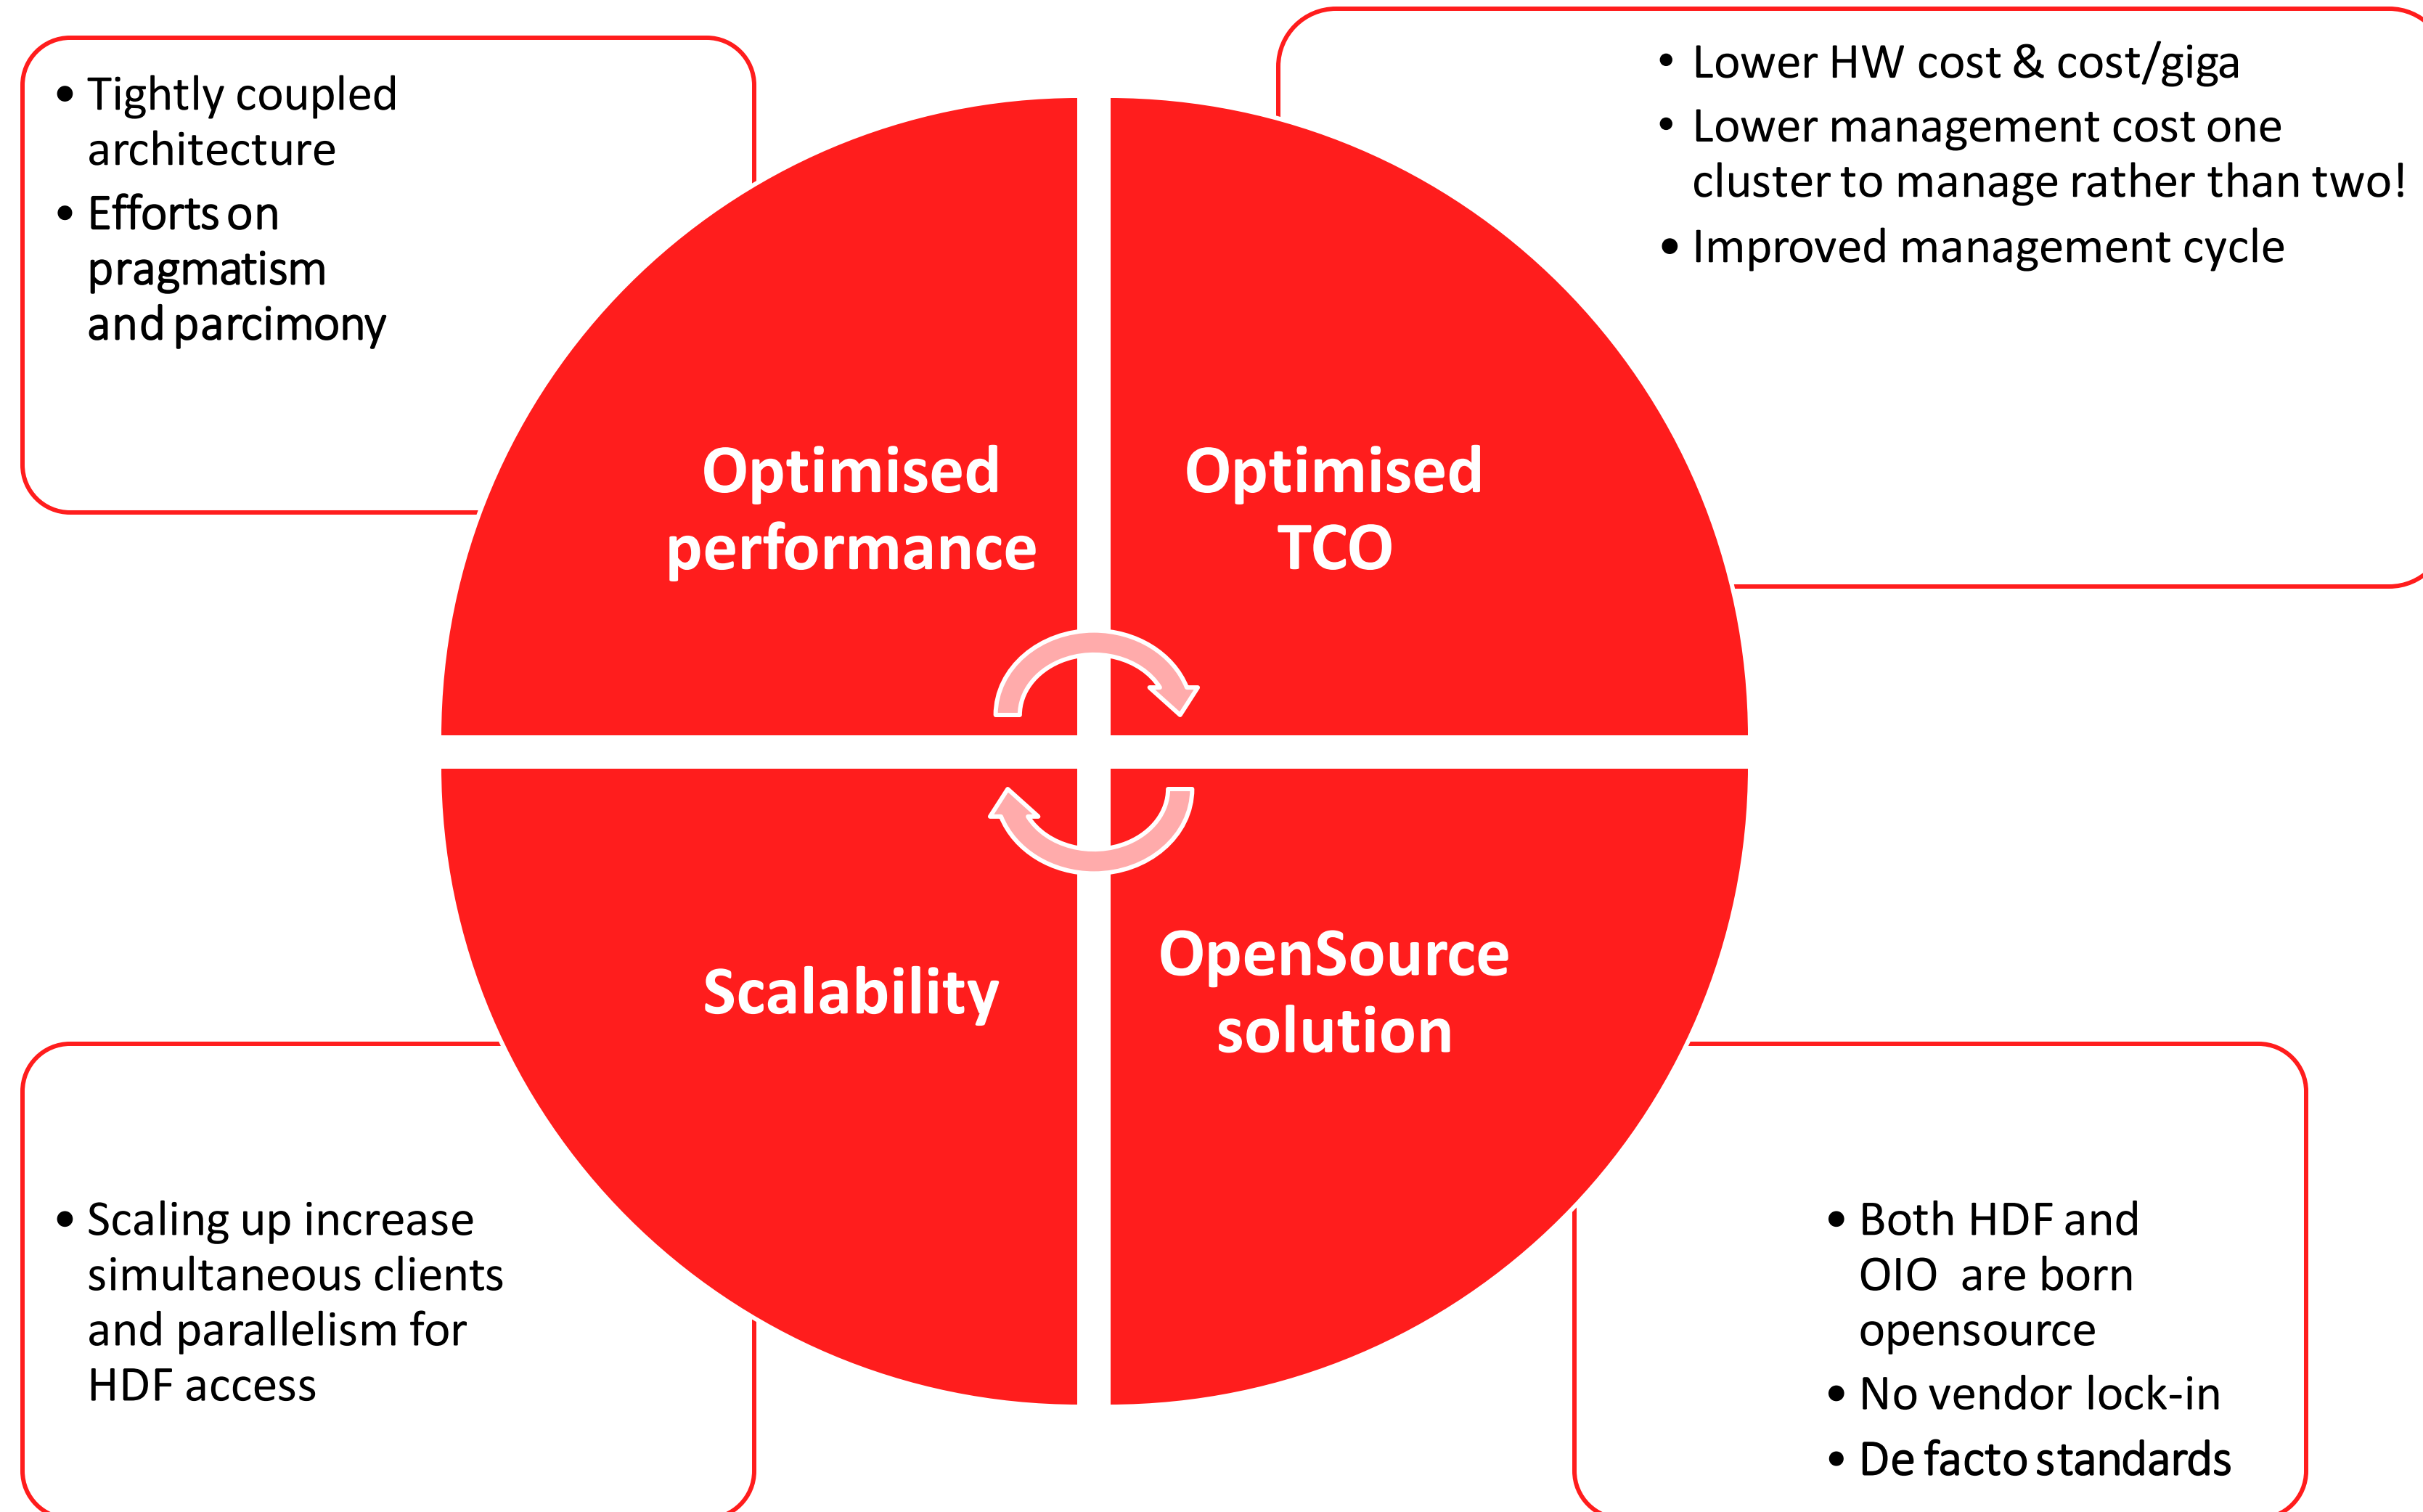 • Tightly coupled
architecture
• Efforts on
pragmatism
and parcimony
• Lower HW cost & cost/giga
• Lower management cost one
cluster to manage rather than two!
• Improved management cycle
Optimised
performance
Optimised
TCO
Scalability
OpenSource
solution
• Scaling up increase
simultaneous clients
and parallelism for
HDF access
• Both HDF and
OIO are born
opensource
• No vendor lock-in
• De facto standards